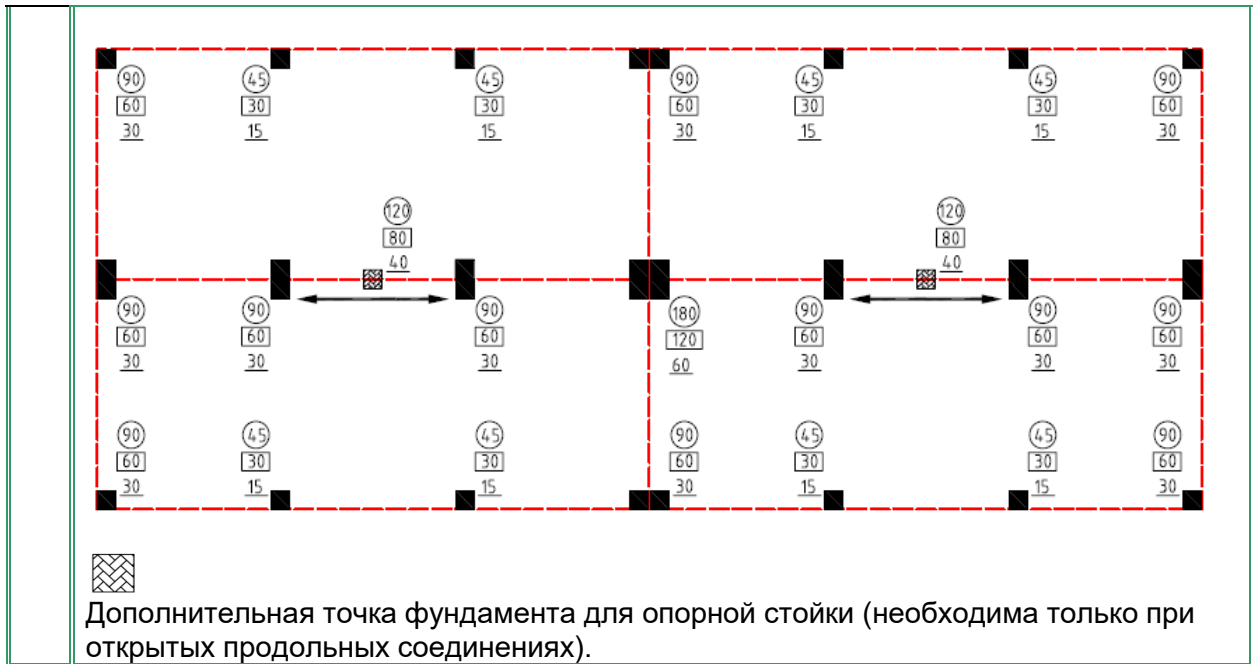 90 45 45 90 45 45 90
60 30 30 60 30 30 60
30 15 15 30 15 15 30
120 120
80 80
40 40
90 90 90 180 90 90 90
60 60 60 120 60 60 60
30 30 30 60 30 30 30
90 45 45 90 45 45 90
60 30 30 60 30 30 60
30 15 15 30 15 15 30
Дополнительная точка фундамента для опорной стойки (необходима только при
открытых продольных соединениях).